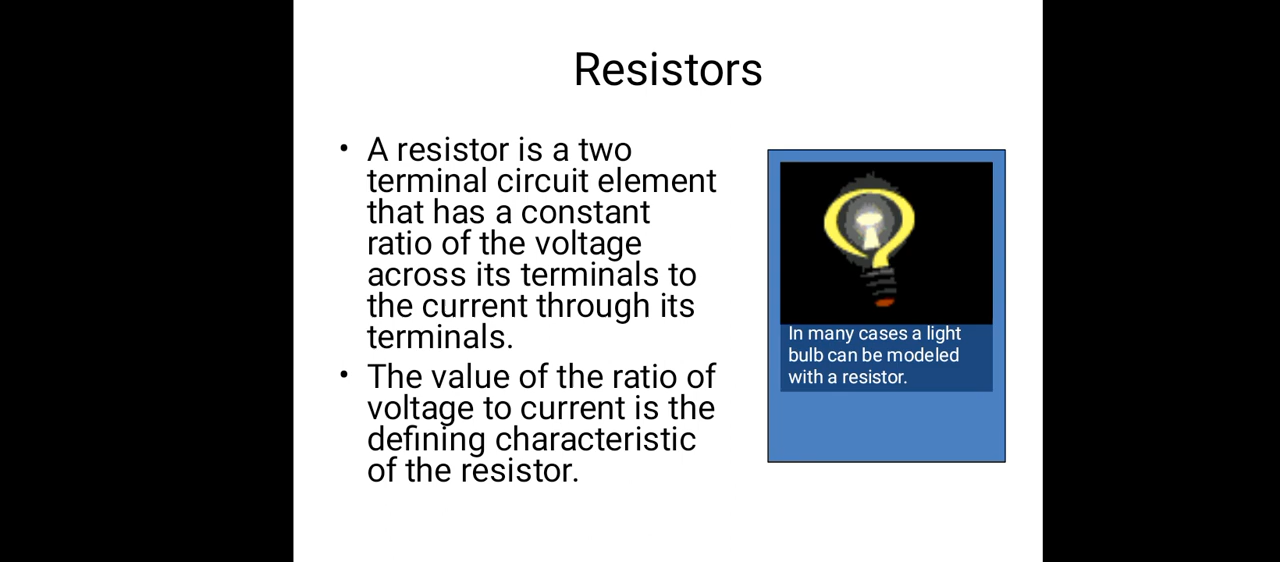 Resistors
• A resistor is a two
terminal circuit element
that has a constant
ratio of the voltage
across its terminals to
the current through its
terminals.
• The value of the ratio of
voltage to current is the
defining characteristic
of the resistor.
In many cases a light
bulb can be modeled
with a resistor.